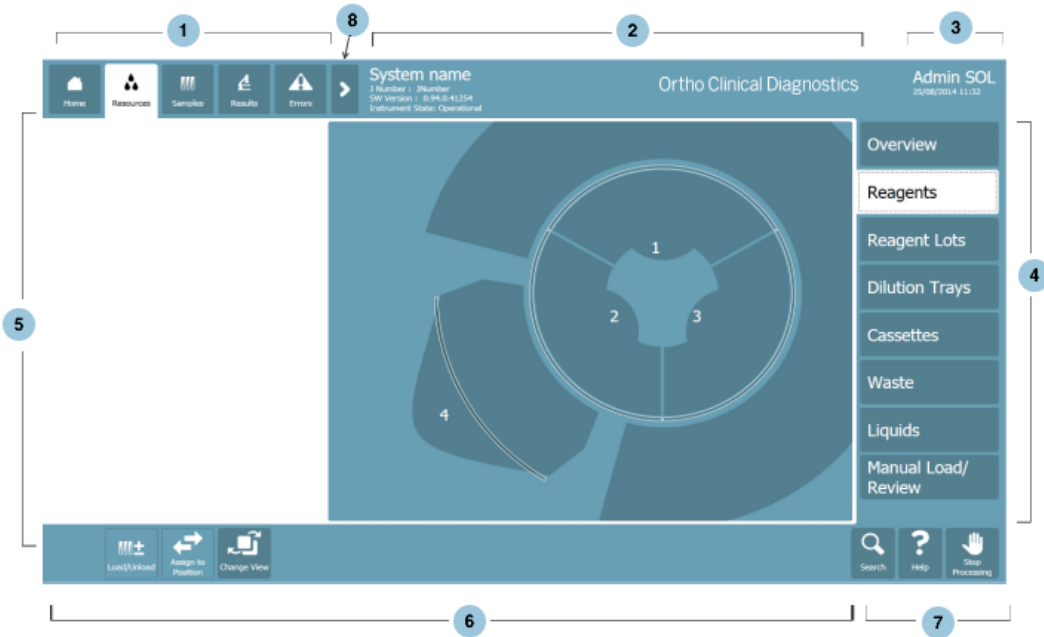 1
8
2
3
Home
Resources
Samples
Results
Errors
System name
J Number : JNumber
SW Version : 0.94.0.41254
Instrument State: Operational
Ortho Clinical Diagnostics
Admin SOL
25/08/2014 11:32
5
1
2
3
4
Overview
Reagents
Reagent Lots
Dilution Trays
Cassettes
Waste
Liquids
Manual Load/
Review
4
Load/Unload
Assign to
Position
Change View
Search
Help
Stop
Processing
6
7